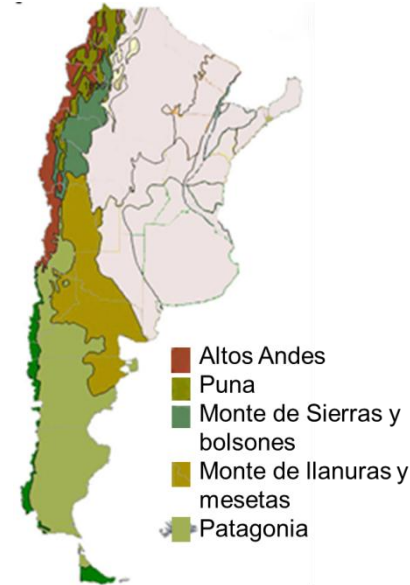 Altos Andes
Puna
Monte de Sierras y
bolsones
Monte de llanuras y
mesetas
Patagonia